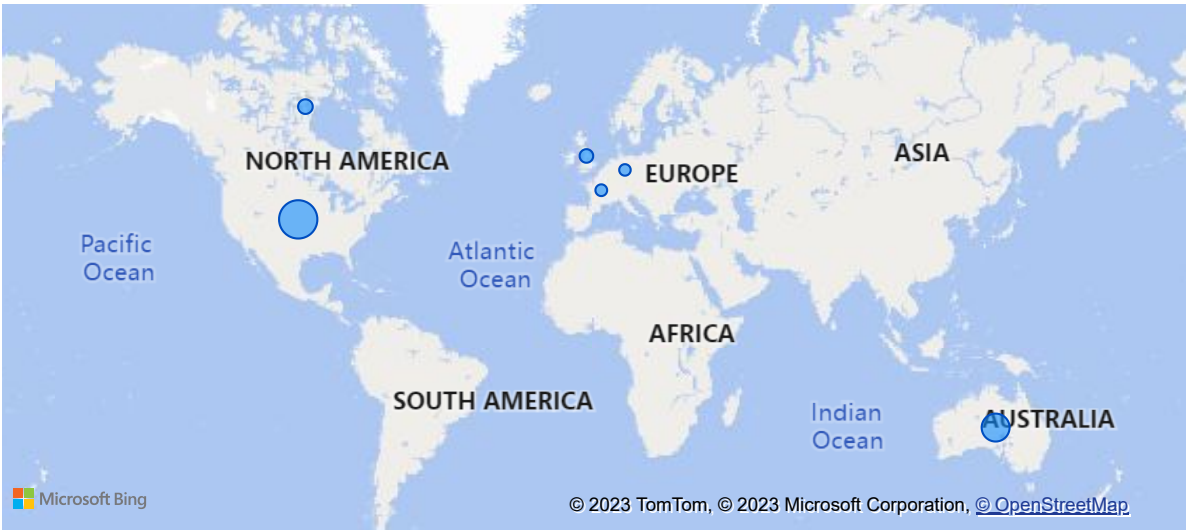 NORTH AMERICA
EUROPE
ASIA
Pacific
Ocean
Atlantic
Ocean
AFRICA
SOUTH AMERICA
Indian
Ocean
AUSTRALIA
Microsoft Bing
© 2023 TomTom, © 2023 Microsoft Corporation, © OpenStreetMap